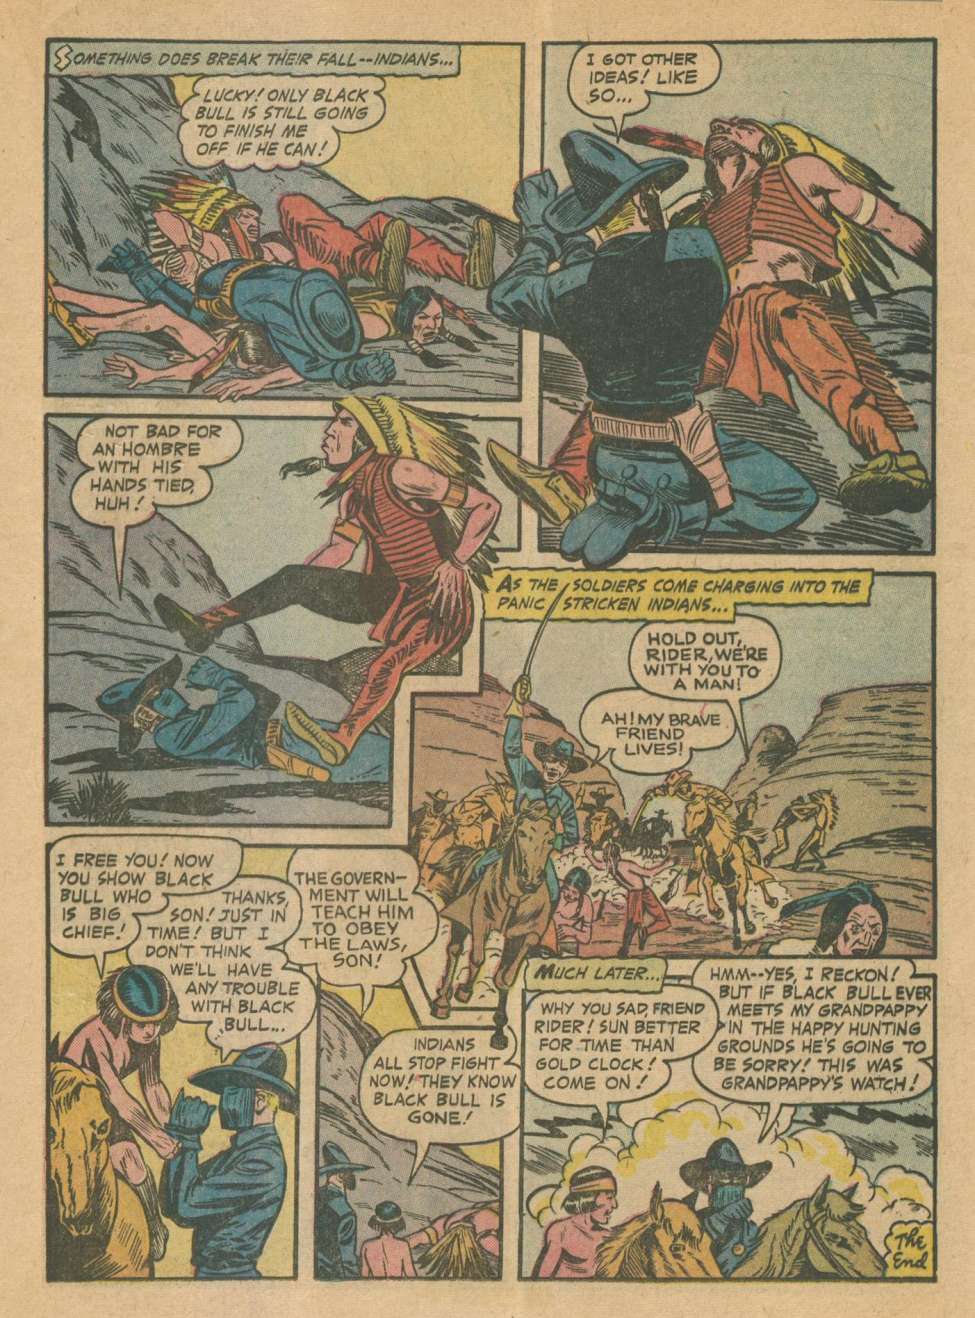 SOMETHING DOES BREAK THEIR FALL--INDIANS...
LUCKY! ONLY BLACK
BULL IS STILL GOING
TO FINISH ME
OFF IF HE CAN!
I GOT OTHER
IDEAS! LIKE
SO...
NOT BAD FOR
AN HOMBRE
WITH HIS
HANDS TIED,
HUH!
AS THE SOLDIERS COME CHARGING INTO THE
PANIC STRICKEN INDIANS...
HOLD OUT,
RIDER, WE'RE
WITH YOU TO
A MAN!
AH! MY BRAVE
FRIEND
LIVES!
I FREE YOU! NOW
YOU SHOW BLACK
BULL WHO
IS BIG
CHIEF!
THANKS,
SON! JUST IN
TIME! BUT I
DON'T THINK
WE'LL HAVE
ANY TROUBLE
WITH BLACK
BULL...
THE GOVERN-
MENT WILL
TEACH HIM
TO OBEY
THE LAWS,
SON!
INDIANS
ALL STOP FIGHT
NOW! THEY KNOW
BLACK BULL IS
GONE!
MUCH LATER...
WHY YOU SAD, FRIEND
RIDER! SUN BETTER
FOR TIME THAN
GOLD CLOCK!
COME ON!
HMM--YES, I RECKON!
BUT IF BLACK BULL EVER
MEETS MY GRANDPAPPY
IN THE HAPPY HUNTING
GROUNDS HE'S GOING TO
BE SORRY! THIS WAS
GRANDPAPPY'S WATCH!
The
End